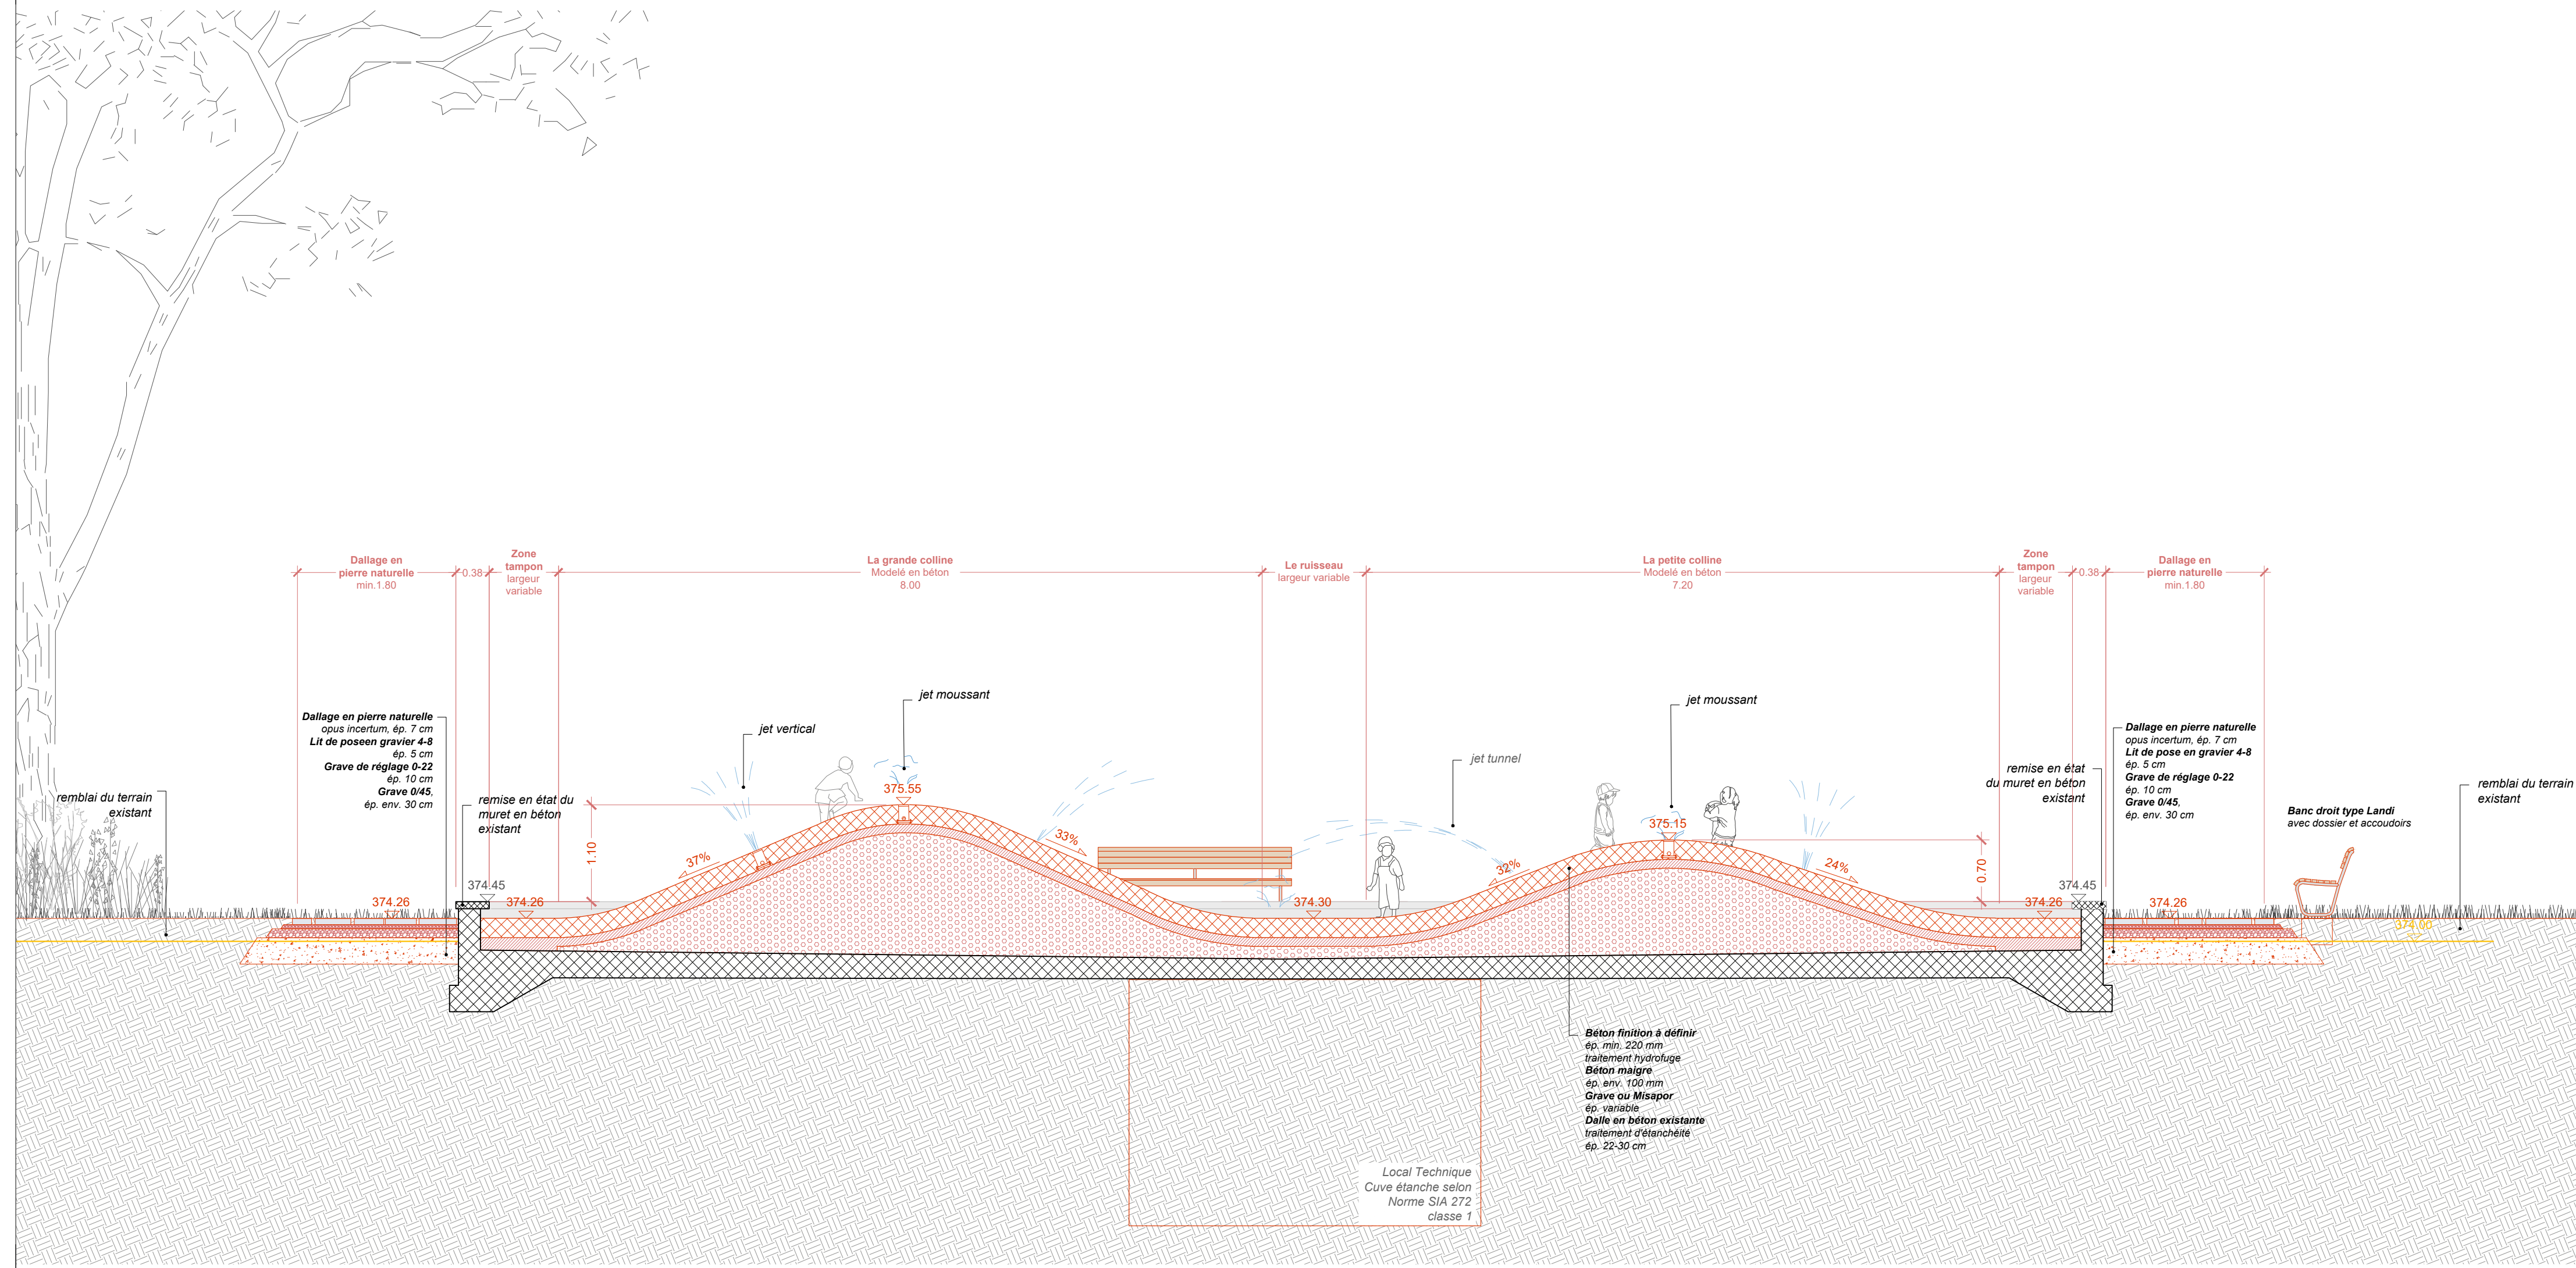 Dallage en
pierre naturelle
min.1.80
0.38
Zone
tampon
largeur
variable
La grande colline
Modelé en béton
8.00
Le ruisseau
largeur variable
La petite colline
Modelé en béton
7.20
Zone
tampon
largeur
variable
0.38
Dallage en
pierre naturelle
min.1.80
Dallage en pierre naturelle
opus incertum, ép. 7 cm
Lit de poseen gravier 4-8
ép. 5 cm
Grave de réglage 0-22
ép. 10 cm
Grave 0/45,
ép. env. 30 cm
remblai du terrain
existant
remise en état du
muret en béton
existant
jet vertical
jet moussant
jet tunnel
jet moussant
remise en état
du muret en béton
existant
Dallage en pierre naturelle
opus incertum, ép. 7 cm
Lit de pose en gravier 4-8
ép. 5 cm
Grave de réglage 0-22
ép. 10 cm
Grave 0/45,
ép. env. 30 cm
Banc droit type Landi
avec dossier et accoudoirs
remblai du terrain
existant
375.55
375.15
1.10
37%
33%
32%
24%
0.70
374.45
374.45
374.26
374.26
374.30
374.26
374.26
374.00
Béton finition à définir
ép. min. 220 mm
traitement hydrofuge
Béton maigre
ép. env. 100 mm
Grave ou Misapor
ép. variable
Dalle en béton existante
traitement d'étanchéité
ép. 22-30 cm
Local Technique
Cuve étanche selon
Norme SIA 272
classe 1